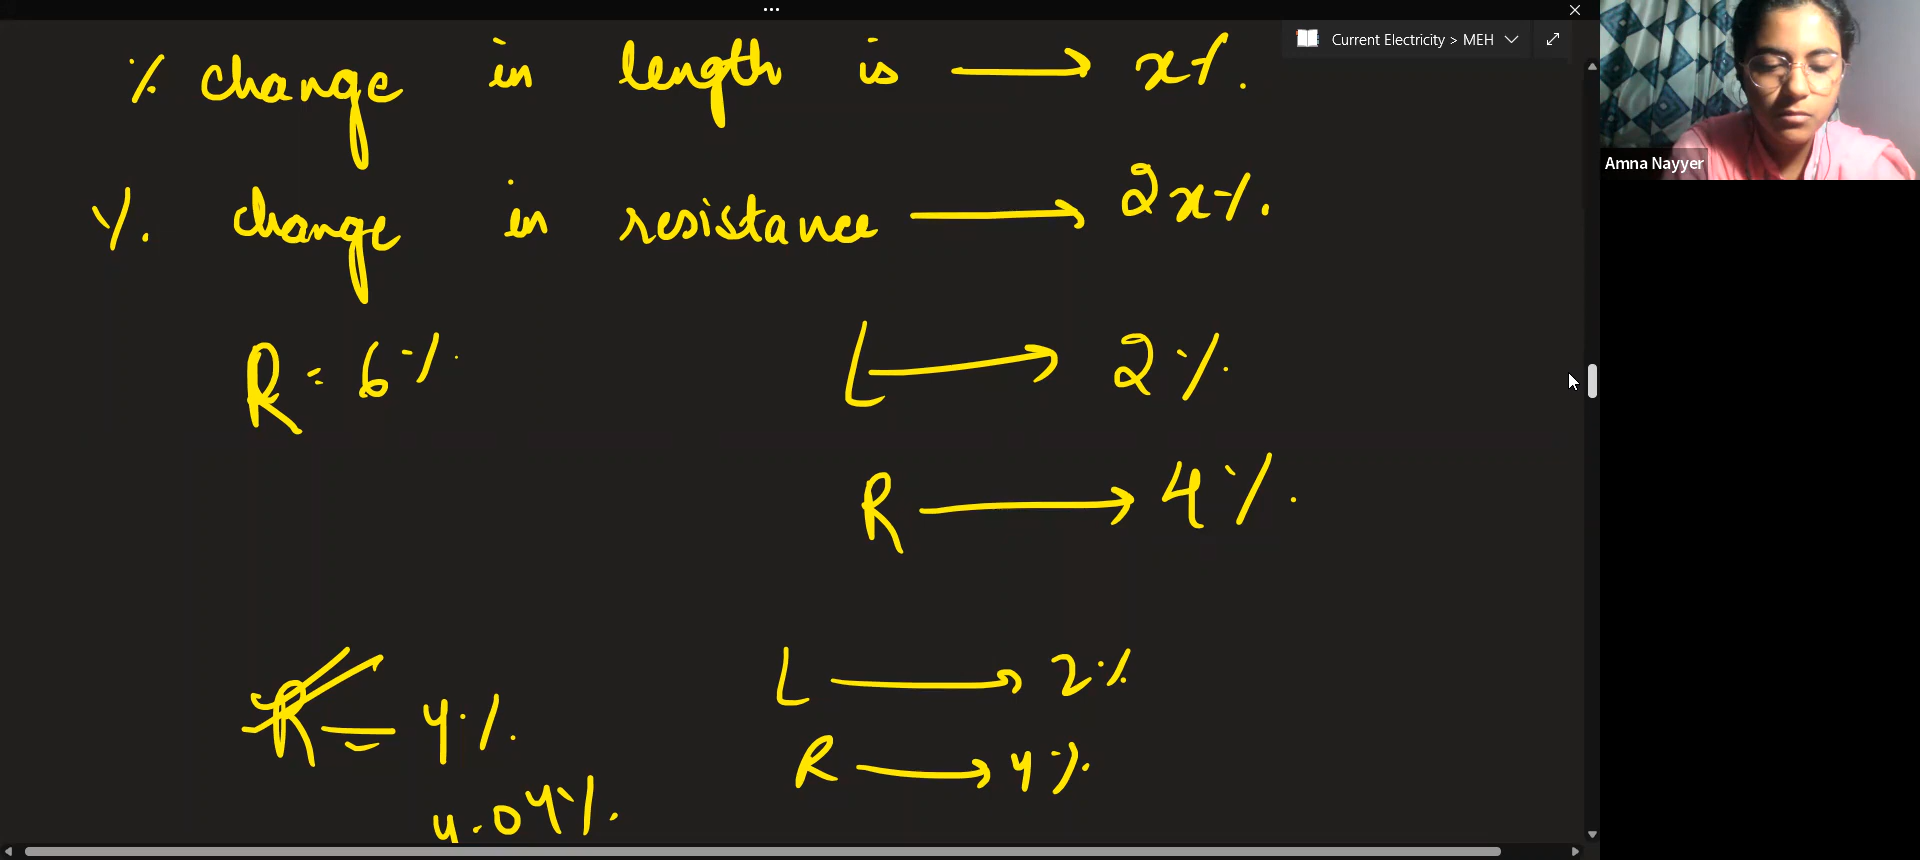 Current Electricity > MEH
Amna Nayyer
% change in length is → x%.
% change in resistance → 2x%.
R = 6%
L → 2%
R → 4%.
L → 2%
R → 4%
R = 4%.
4.04%.